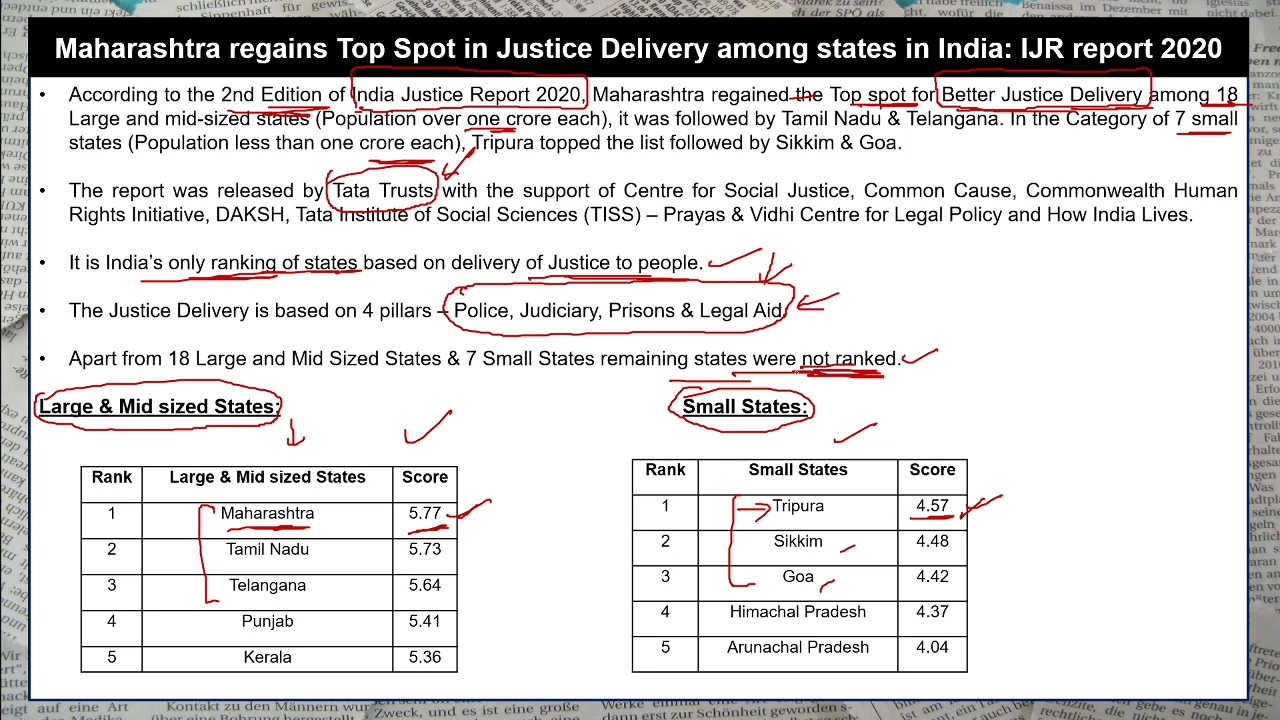 Maharashtra regains Top Spot in Justice Delivery among states in India: IJR report 2020
• According to the 2nd Edition of India Justice Report 2020, Maharashtra regained the Top spot for Better Justice Delivery among 18
Large and mid-sized states (Population over one crore each), it was followed by Tamil Nadu & Telangana. In the Category of 7 small
states (Population less than one crore each), Tripura topped the list followed by Sikkim & Goa.
• The report was released by Tata Trusts with the support of Centre for Social Justice, Common Cause, Commonwealth Human
Rights Initiative, DAKSH, Tata Institute of Social Sciences (TISS) – Prayas & Vidhi Centre for Legal Policy and How India Lives.
• It is India's only ranking of states based on delivery of Justice to people.
• The Justice Delivery is based on 4 pillars – Police, Judiciary, Prisons & Legal Aid
• Apart from 18 Large and Mid Sized States & 7 Small States remaining states were not ranked.
Large & Mid sized States:
Rank Large & Mid sized States Score
1 Maharashtra 5.77
2 Tamil Nadu 5.73
3 Telangana 5.64
4 Punjab 5.41
5 Kerala 5.36
Small States:
Rank Small States Score
1 Tripura 4.57
2 Sikkim 4.48
3 Goa 4.42
4 Himachal Pradesh 4.37
5 Arunachal Pradesh 4.04